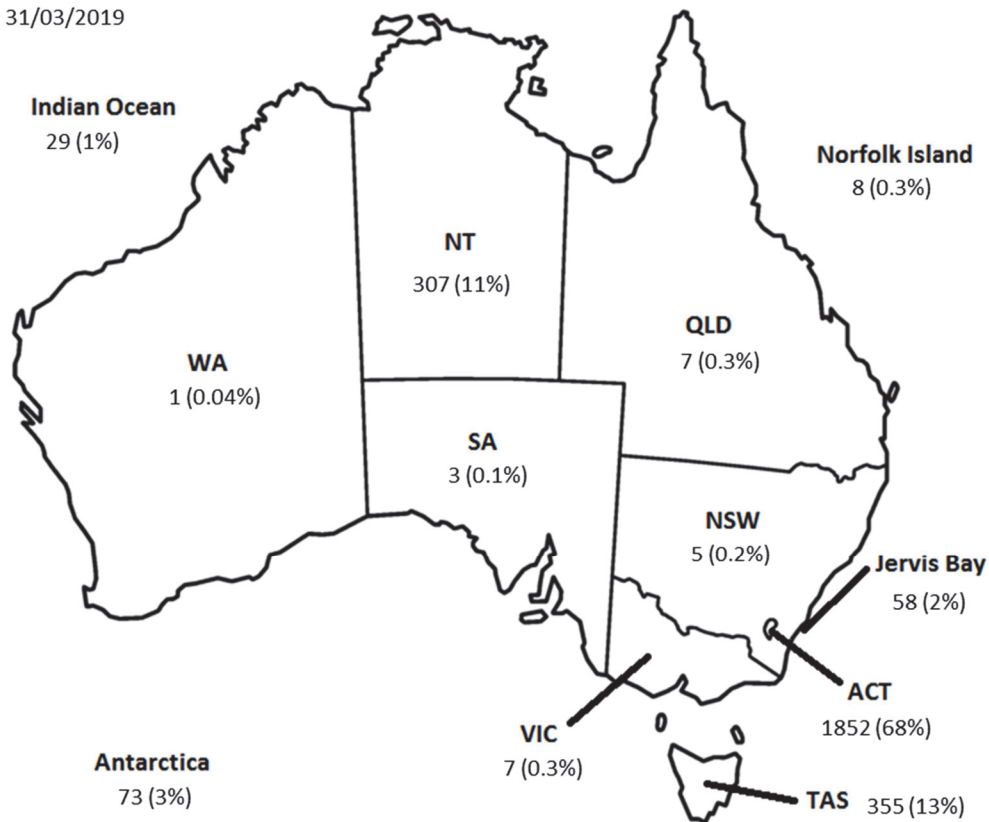 31/03/2019
Indian Ocean
29 (1%)
Norfolk Island
8 (0.3%)
NT
307 (11%)
QLD
7 (0.3%)
WA
1 (0.04%)
SA
3 (0.1%)
NSW
5 (0.2%)
Jervis Bay
58 (2%)
ACT
1852 (68%)
VIC
7 (0.3%)
Antarctica
73 (3%)
TAS 355 (13%)